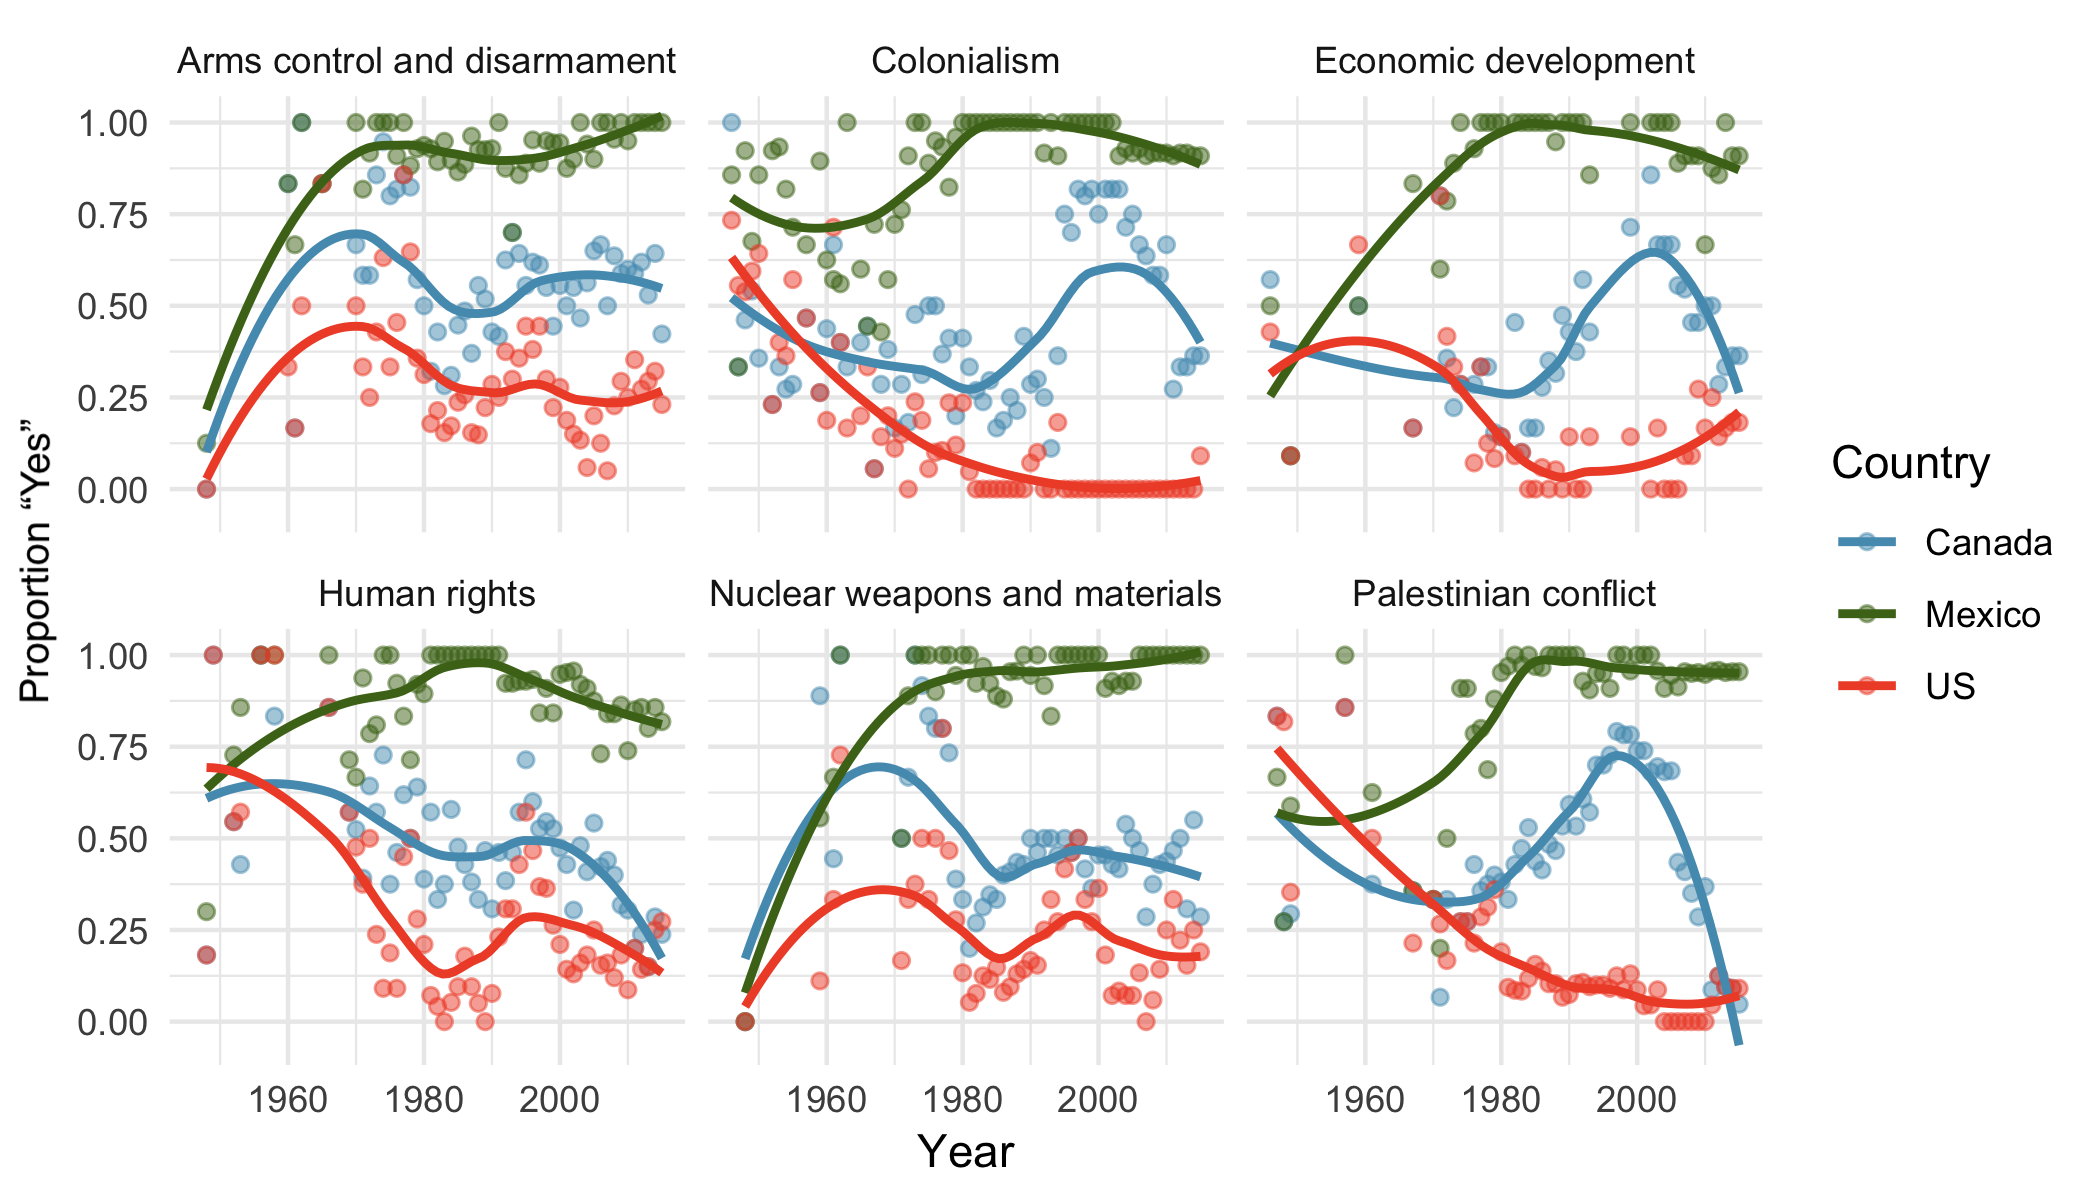 Arms control and disarmament
Colonialism
Economic development
1.00
0.75
0.50
0.25
0.00
Human rights
Nuclear weapons and materials
Palestinian conflict
1.00
0.75
0.50
0.25
0.00
1960 1980 2000
1960 1980 2000
1960 1980 2000
Year
Proportion “Yes”
Country
Canada
Mexico
US